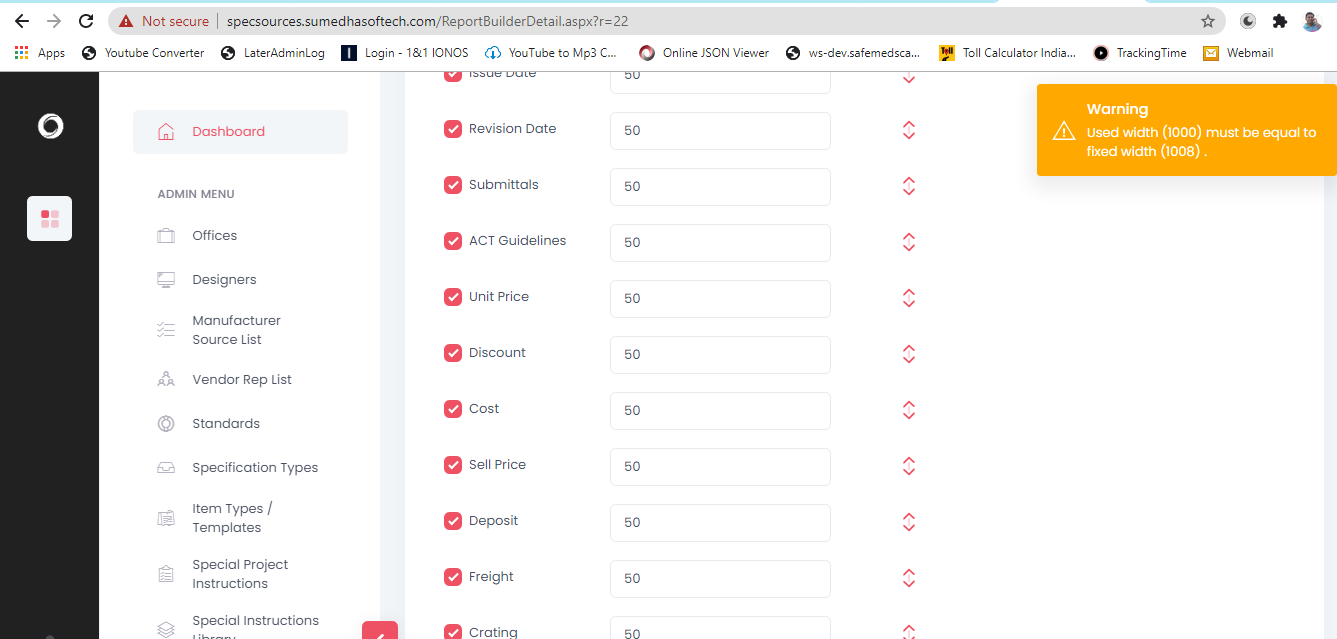 Not secure | specsources.sumedhasoftech.com/ReportBuilderDetail.aspx?r=22
Apps
Youtube Converter
LaterAdminLog
Login - 1&1 IONOS
YouTube to Mp3 C...
Online JSON Viewer
ws-dev.safemedsca...
Toll Calculator India...
TrackingTime
Webmail
Dashboard
ADMIN MENU
Offices
Designers
Manufacturer
Source List
Vendor Rep List
Standards
Specification Types
Item Types /
Templates
Special Project
Instructions
Special Instructions
Library
Issue Date 50
Revision Date 50
Submittals 50
ACT Guidelines 50
Unit Price 50
Discount 50
Cost 50
Sell Price 50
Deposit 50
Freight 50
Crating 50
Warning
Used width (1000) must be equal to
fixed width (1008) .